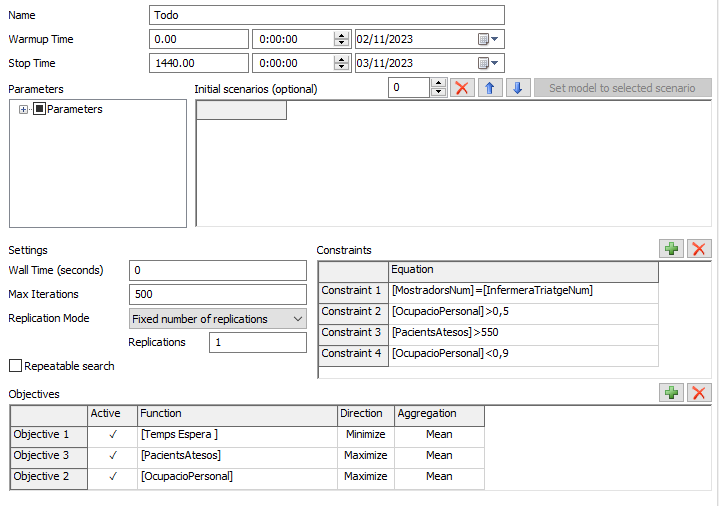 Name Todo
Warmup Time 0.00 0:00:00 02/11/2023
Stop Time 1440.00 0:00:00 03/11/2023
Parameters Initial scenarios (optional) 0 Set model to selected scenario
Parameters
Settings Constraints
Wall Time (seconds) 0 Equation
Max Iterations 500 Constraint 1 [MostradorsNum]=[InfermeraTriatgeNum]
Replication Mode Fixed number of replications Constraint 2 [OcupacioPersonal]>0,5
Replications 1 Constraint 3 [PacientsAtesos]>550
Constraint 4 [OcupacioPersonal]<0,9
Repeatable search
Objectives
Active Function Direction Aggregation
Objective 1 ✓ [Temps Espera ] Minimize Mean
Objective 3 ✓ [PacientsAtesos] Maximize Mean
Objective 2 ✓ [OcupacioPersonal] Maximize Mean